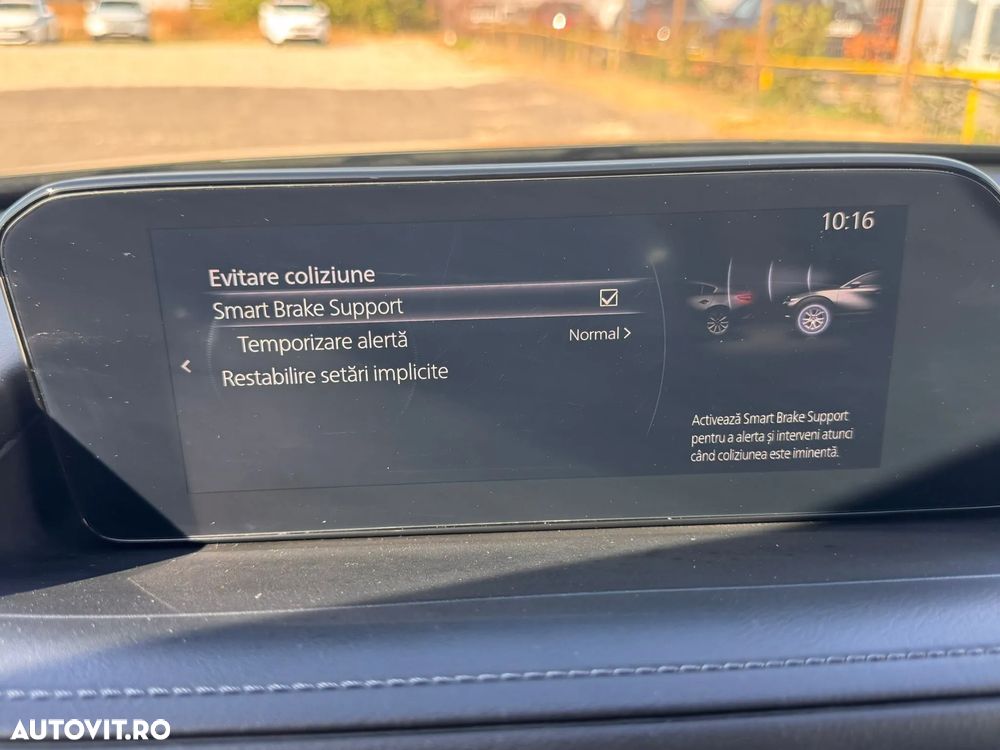 10:16
Evitare coliziune
Smart Brake Support
Temporizare alertă
Normal >
Restabilire setări implicite
Activează Smart Brake Support
pentru a alerta și interveni atunci
când coliziunea este iminentă.
AUTOVIT.RO